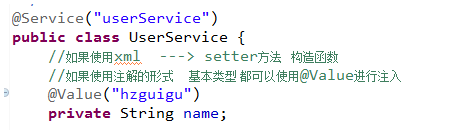 @Service("userService")
public class UserService {
//如果使用xml ---> setter方法 构造函数
//如果使用注解的形式 基本类型 都可以使用@Value进行注入
@Value("hzguigu")
private String name;